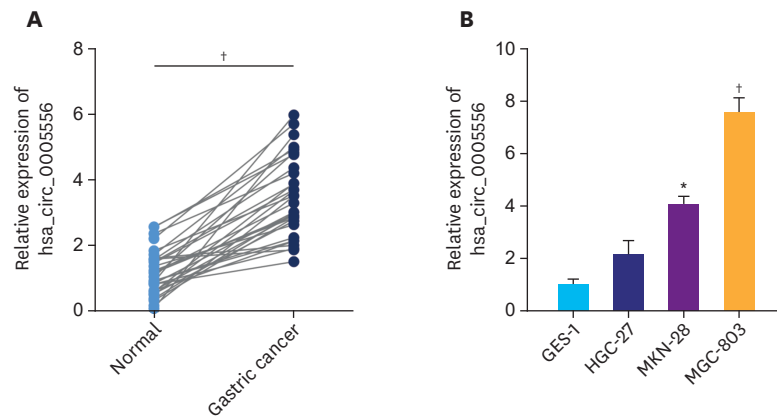 A
Relative expression of
hsa_circ_0005556
8
6
4
2
0
†
Normal
Gastric cancer
B
Relative expression of
hsa_circ_0005556
10
8
6
4
2
0
*
†
GES-1
HGC-27
MKN-28
MGC-803